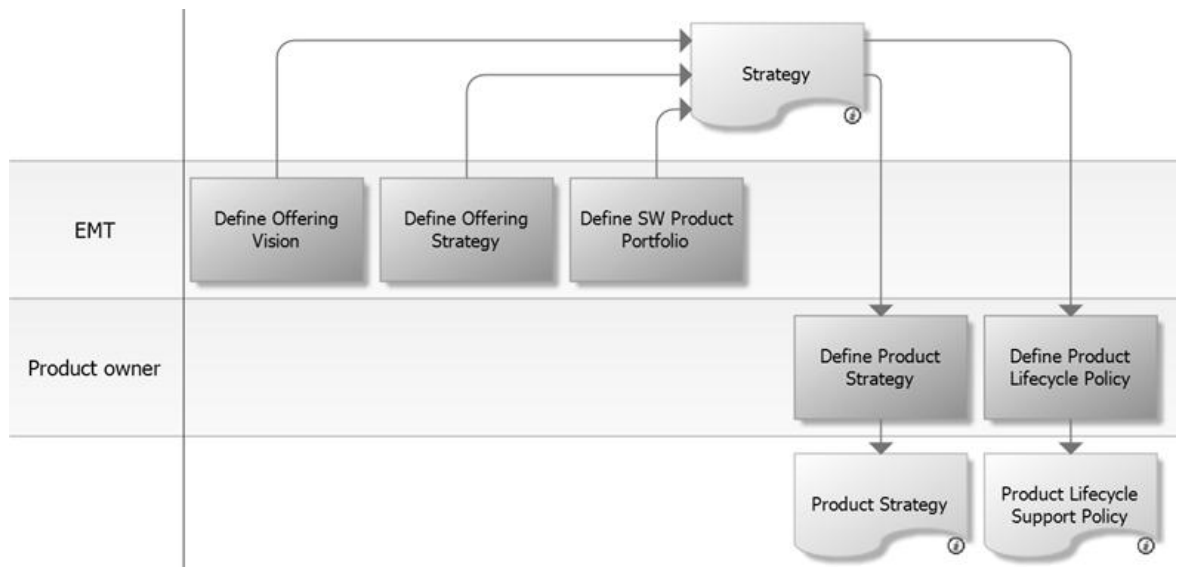 Strategy
EMT
Define Offering
Vision
Define Offering
Strategy
Define SW Product
Portfolio
Product owner
Define Product
Strategy
Define Product
Lifecycle Policy
Product Strategy
Product Lifecycle
Support Policy